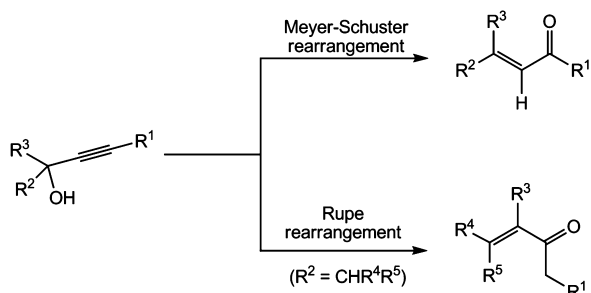 Meyer-Schuster
rearrangement
R³
O
R²
R¹
H
R³
R¹
R²
OH
Rupe
rearrangement
(R² = CHR⁴R⁵)
R³
R⁴
O
R⁵
R¹